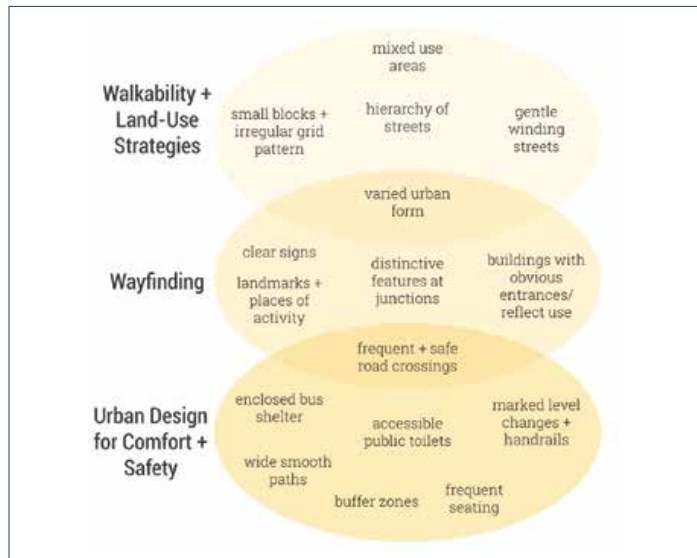 Walkability +
Land-Use
Strategies
mixed use
areas
small blocks +
irregular grid
pattern
hierarchy of
streets
gentle
winding
streets
varied urban
form
Wayfinding
clear signs
landmarks +
places of
activity
distinctive
features at
junctions
buildings with
obvious
entrances/
reflect use
frequent + safe
road crossings
Urban Design
for Comfort +
Safety
enclosed bus
shelter
accessible
public toilets
marked level
changes +
handrails
wide smooth
paths
buffer zones
frequent
seating